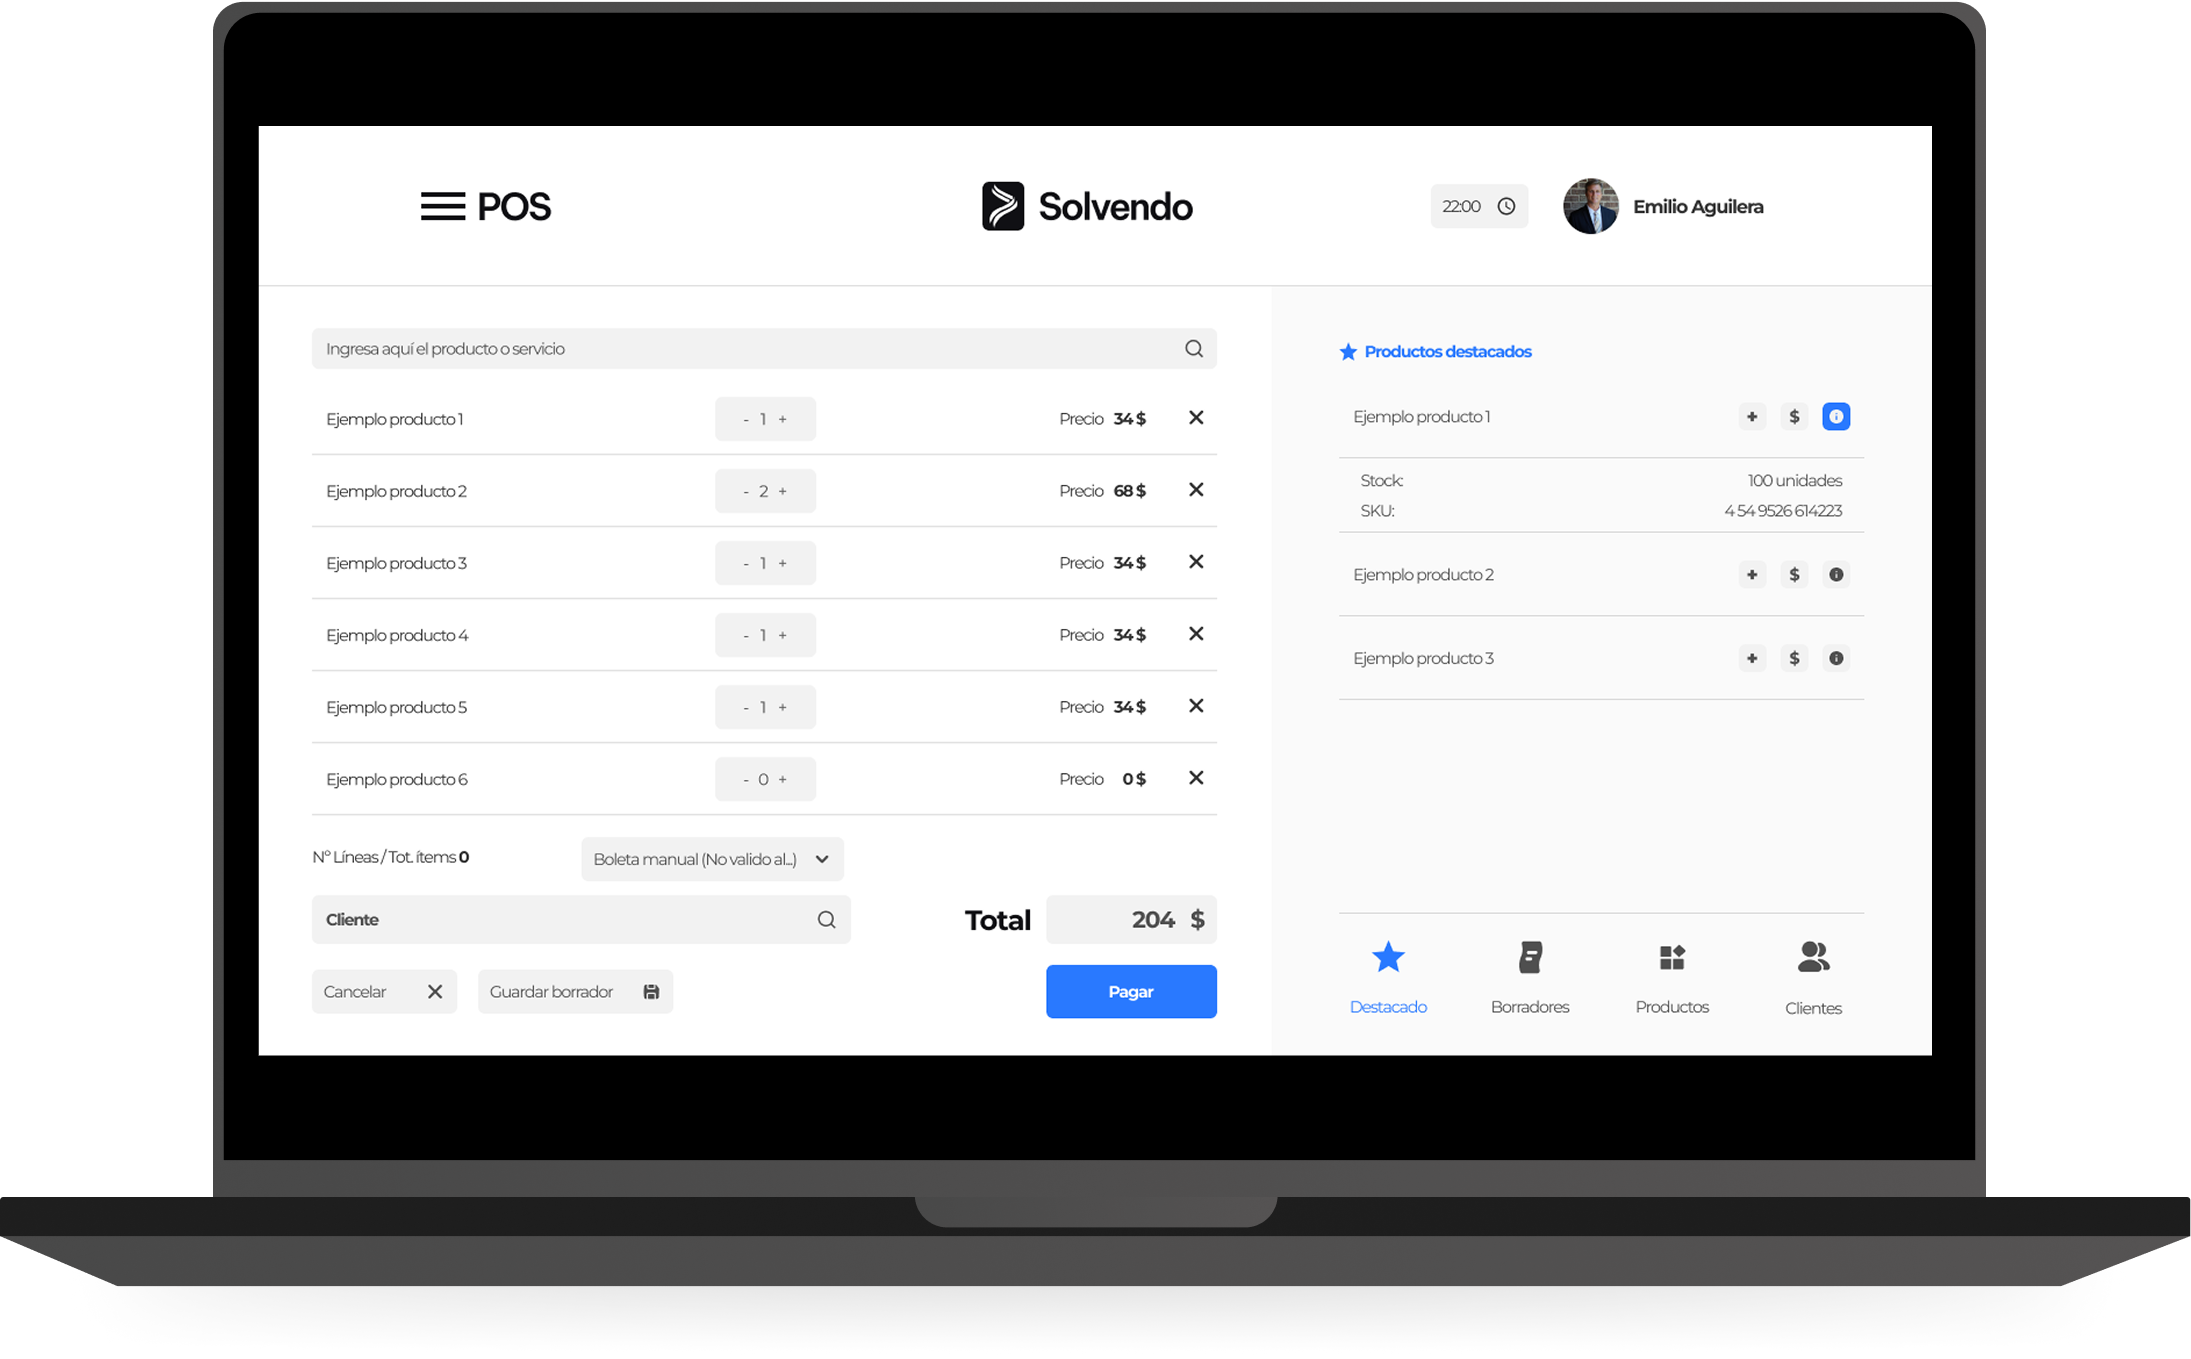 POS
Solvendo
22:00
Emilio Aguilera
Ingresa aquí el producto o servicio
Ejemplo producto 1 - 1 + Precio 34 $
Ejemplo producto 2 - 2 + Precio 68 $
Ejemplo producto 3 - 1 + Precio 34 $
Ejemplo producto 4 - 1 + Precio 34 $
Ejemplo producto 5 - 1 + Precio 34 $
Ejemplo producto 6 - 0 + Precio 0 $
Nº Líneas / Tot. ítems 0
Boleta manual (No valido al...)
Cliente
Total 204 $
Cancelar
Guardar borrador
Pagar
Productos destacados
Ejemplo producto 1 + $
Stock: 100 unidades
SKU: 4 54 9526 614223
Ejemplo producto 2 + $
Ejemplo producto 3 + $
Destacado
Borradores
Productos
Clientes